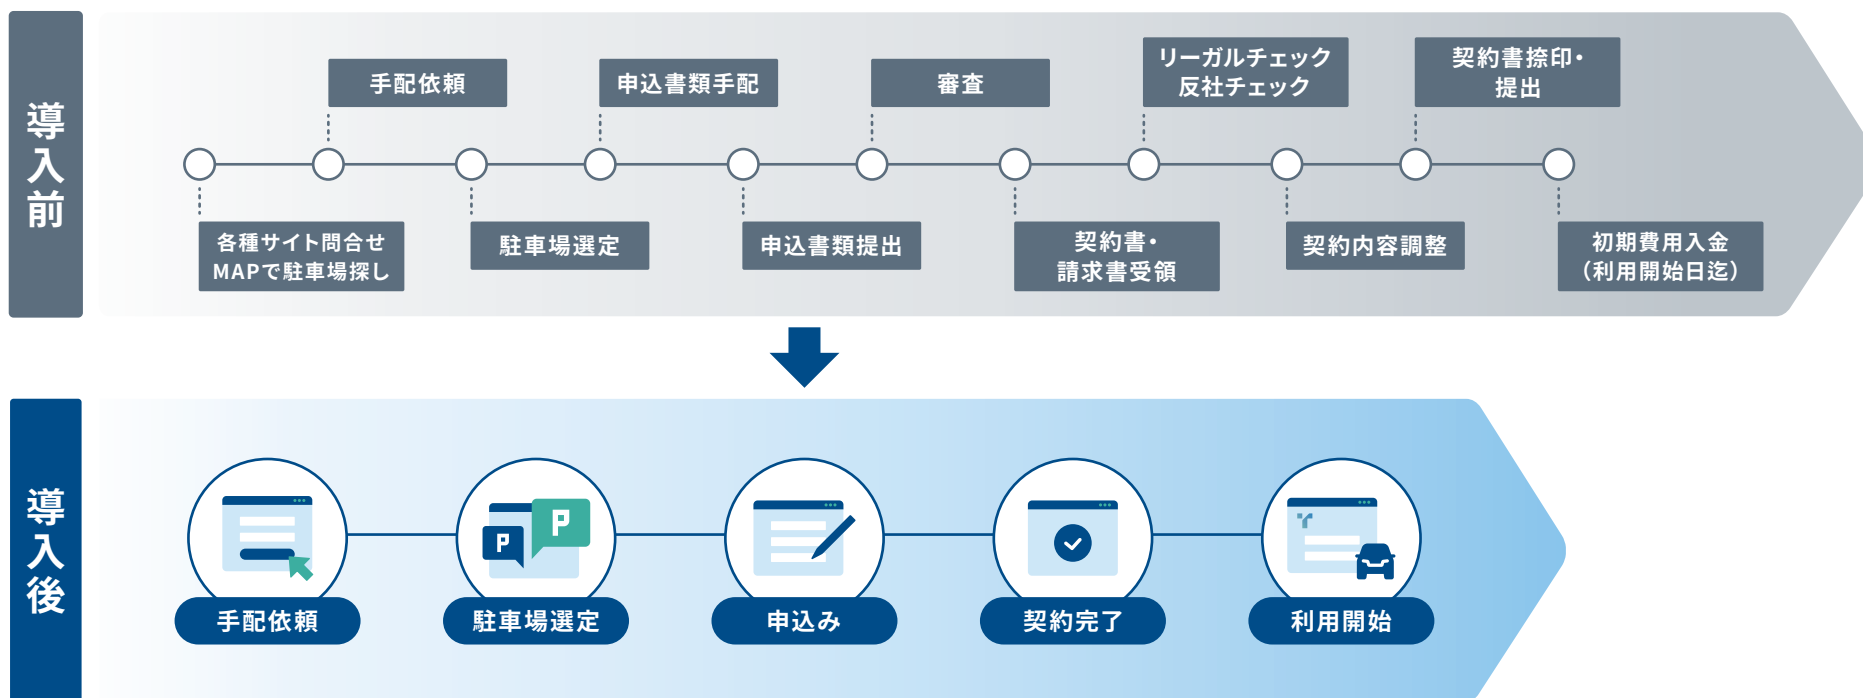 導入前
各種サイト問合せ
MAPで駐車場探し
手配依頼
駐車場選定
申込書類手配
申込書類提出
審査
契約書・
請求書受領
リーガルチェック
反社チェック
契約内容調整
契約書捺印・
提出
初期費用入金
(利用開始日迄)
導入後
手配依頼
P
P
駐車場選定
申込み
契約完了
利用開始